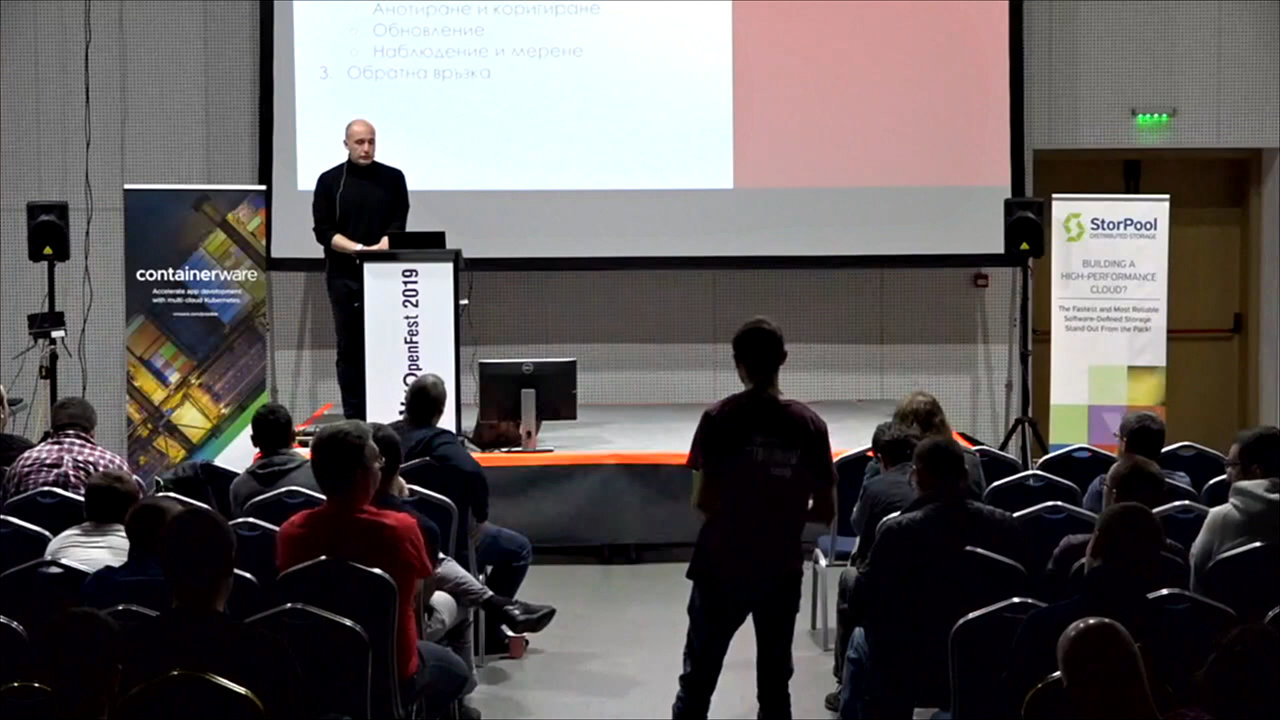 Анотиране и коригиране
Обновление
Наблюдение и мерене
3. Обратна връзка
containerware
Accelerate app development
with multi-cloud Kubernetes.
OpenFest 2019
DELL
StorPool
DISTRIBUTED STORAGE
BUILDING A
HIGH-PERFORMANCE
CLOUD?
The Fastest and Most Reliable
Software-Defined Storage
Stand Out From the Pack!